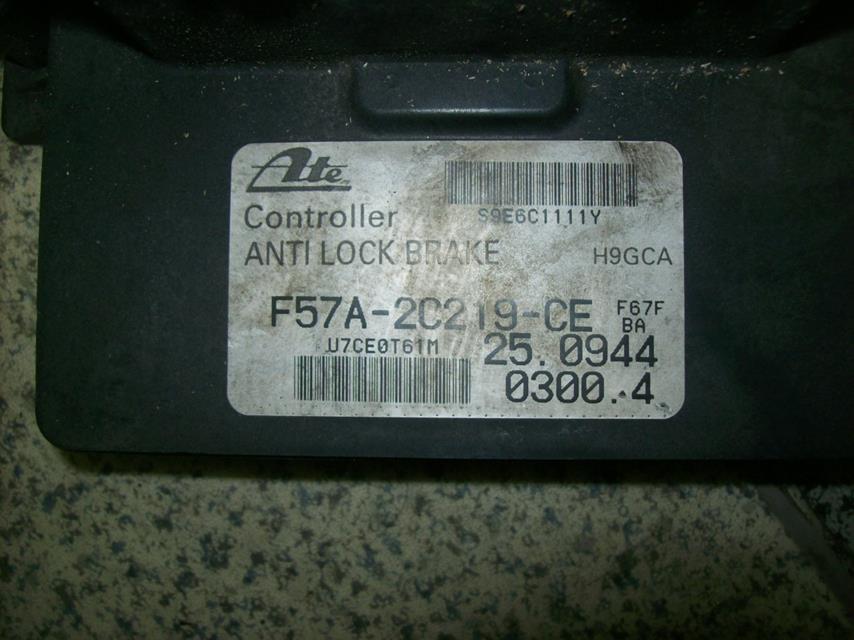 Ate
Controller
S9E6C1111Y
ANTI LOCK BRAKE
H9GCA
F57A-2C219-CE
F67F
BA
U7CE0T61M
25.0944
0300.4